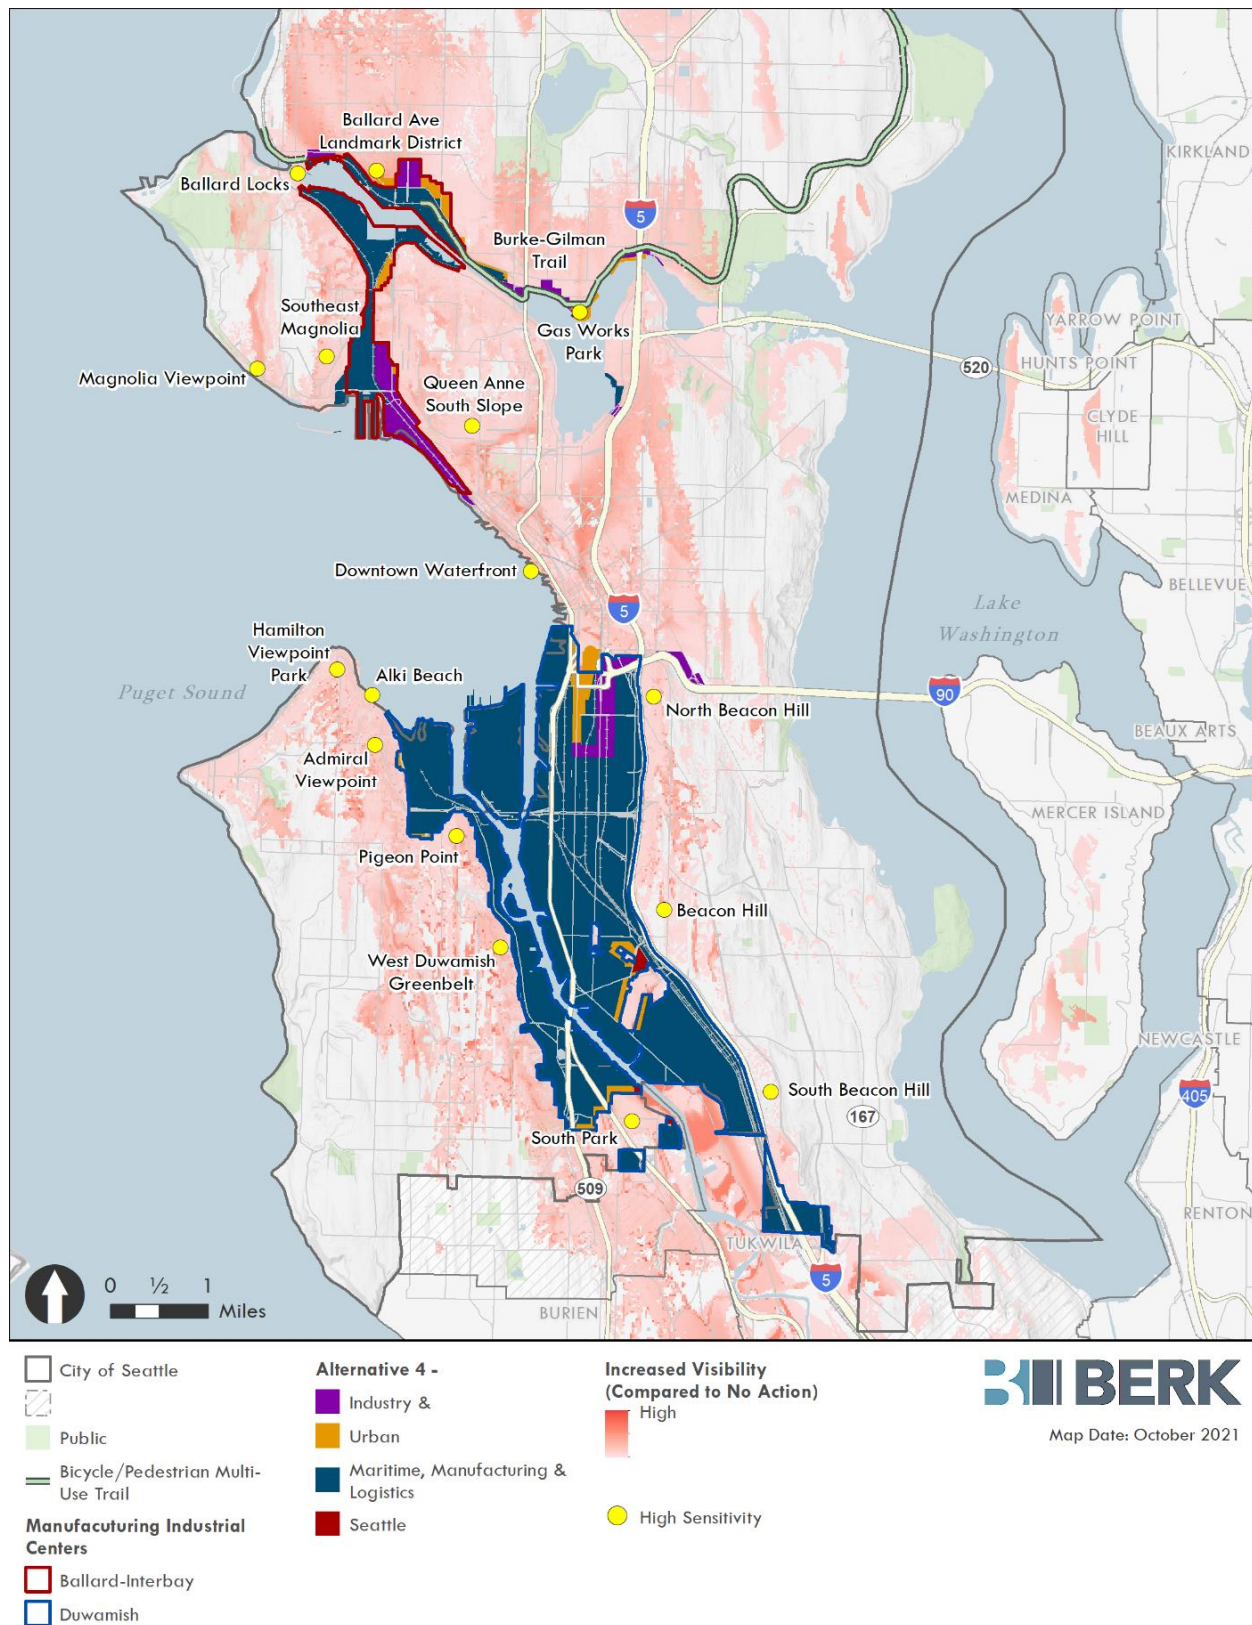 KIRKLAND
Ballard Ave
Landmark District
Ballard Locks
5
Burke-Gilman
Trail
Southeast
Magnolia
Gas Works
Park
YARROW POINT
HUNTS POINT
520
Magnolia Viewpoint
Queen Anne
South Slope
CLYDE
HILL
MEDINA
Downtown Waterfront
BELLEVUE
5
Lake
Washington
Hamilton
Viewpoint
Park
Alki Beach
Puget Sound
90
North Beacon Hill
BEAUX ARTS
Admiral
Viewpoint
MERCER ISLAND
Pigeon Point
Beacon Hill
West Duwamish
Greenbelt
NEWCASTLE
South Beacon Hill
405
167
South Park
509
RENTON
TUKWILA
5
0 ½ 1
Miles
BURIEN
City of Seattle
Public
Bicycle/Pedestrian Multi-
Use Trail
Manufacuturing Industrial
Centers
Ballard-Interbay
Duwamish
Alternative 4 -
Industry &
Urban
Maritime, Manufacturing &
Logistics
Seattle
Increased Visibility
(Compared to No Action)
High
High Sensitivity
BERK
Map Date: October 2021